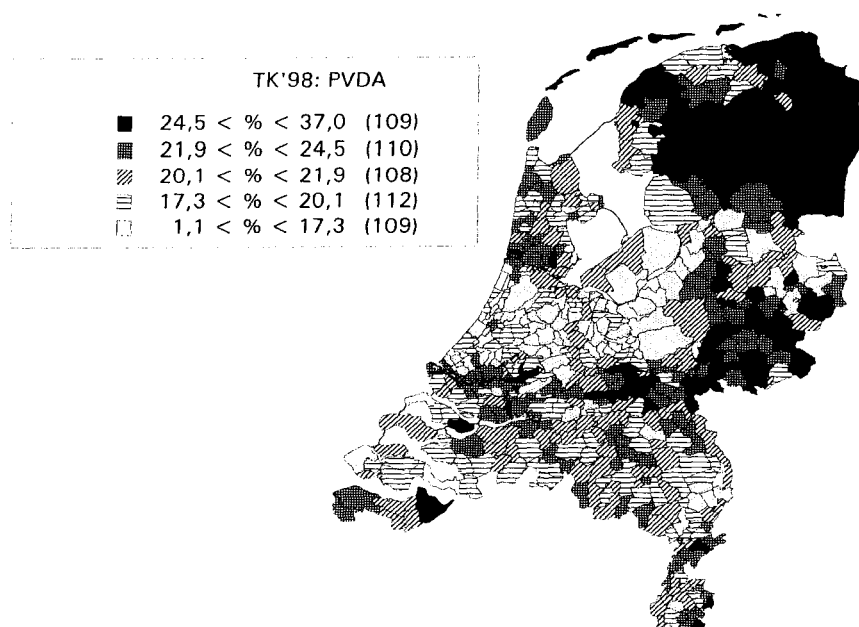 TK'98: PVDA
24,5 < % < 37,0 (109)
21,9 < % < 24,5 (110)
20,1 < % < 21,9 (108)
17,3 < % < 20,1 (112)
1,1 < % < 17,3 (109)